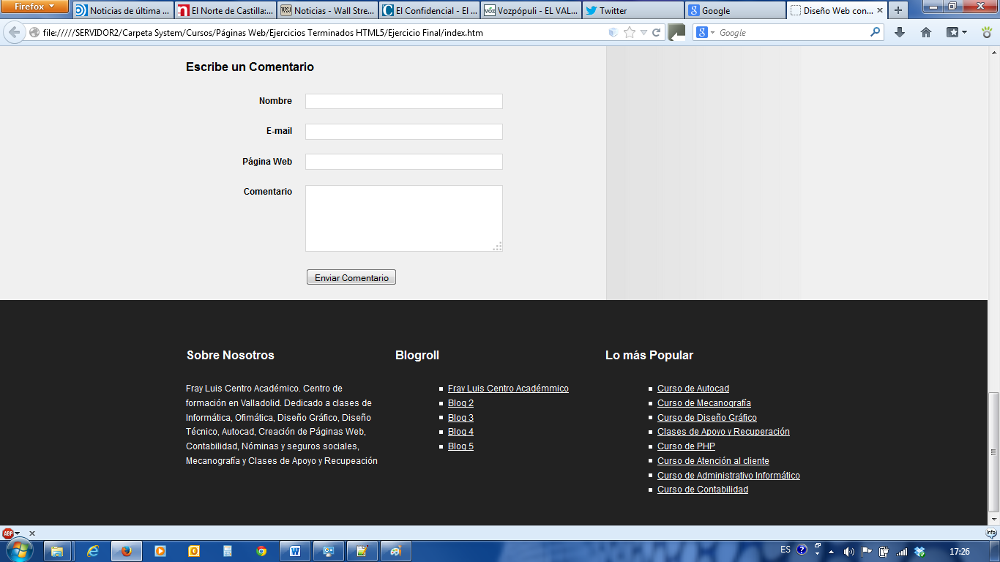 Firefox
Noticias de última ...
El Norte de Castilla:...
Noticias - Wall Stre...
El Confidencial - El ...
Vozpópuli - EL VAL...
Twitter
Google
Diseño Web con...
file://///SERVIDOR2/Carpeta System/Cursos/Páginas Web/Ejercicios Terminados HTML5/Ejercicio Final/index.htm
Google
Escribe un Comentario
Nombre
E-mail
Página Web
Comentario
Enviar Comentario
Sobre Nosotros
Fray Luis Centro Académico. Centro de
formación en Valladolid. Dedicado a clases de
Informática, Ofimática, Diseño Gráfico, Diseño
Técnico, Autocad, Creación de Páginas Web,
Contabilidad, Nóminas y seguros sociales,
Mecanografía y Clases de Apoyo y Recupeación
Blogroll
Fray Luis Centro Académmico
Blog 2
Blog 3
Blog 4
Blog 5
Lo más Popular
Curso de Autocad
Curso de Mecanografía
Curso de Diseño Gráfico
Clases de Apoyo y Recuperación
Curso de PHP
Curso de Atención al cliente
Curso de Administrativo Informático
Curso de Contabilidad
ABP
info
ES
17:26